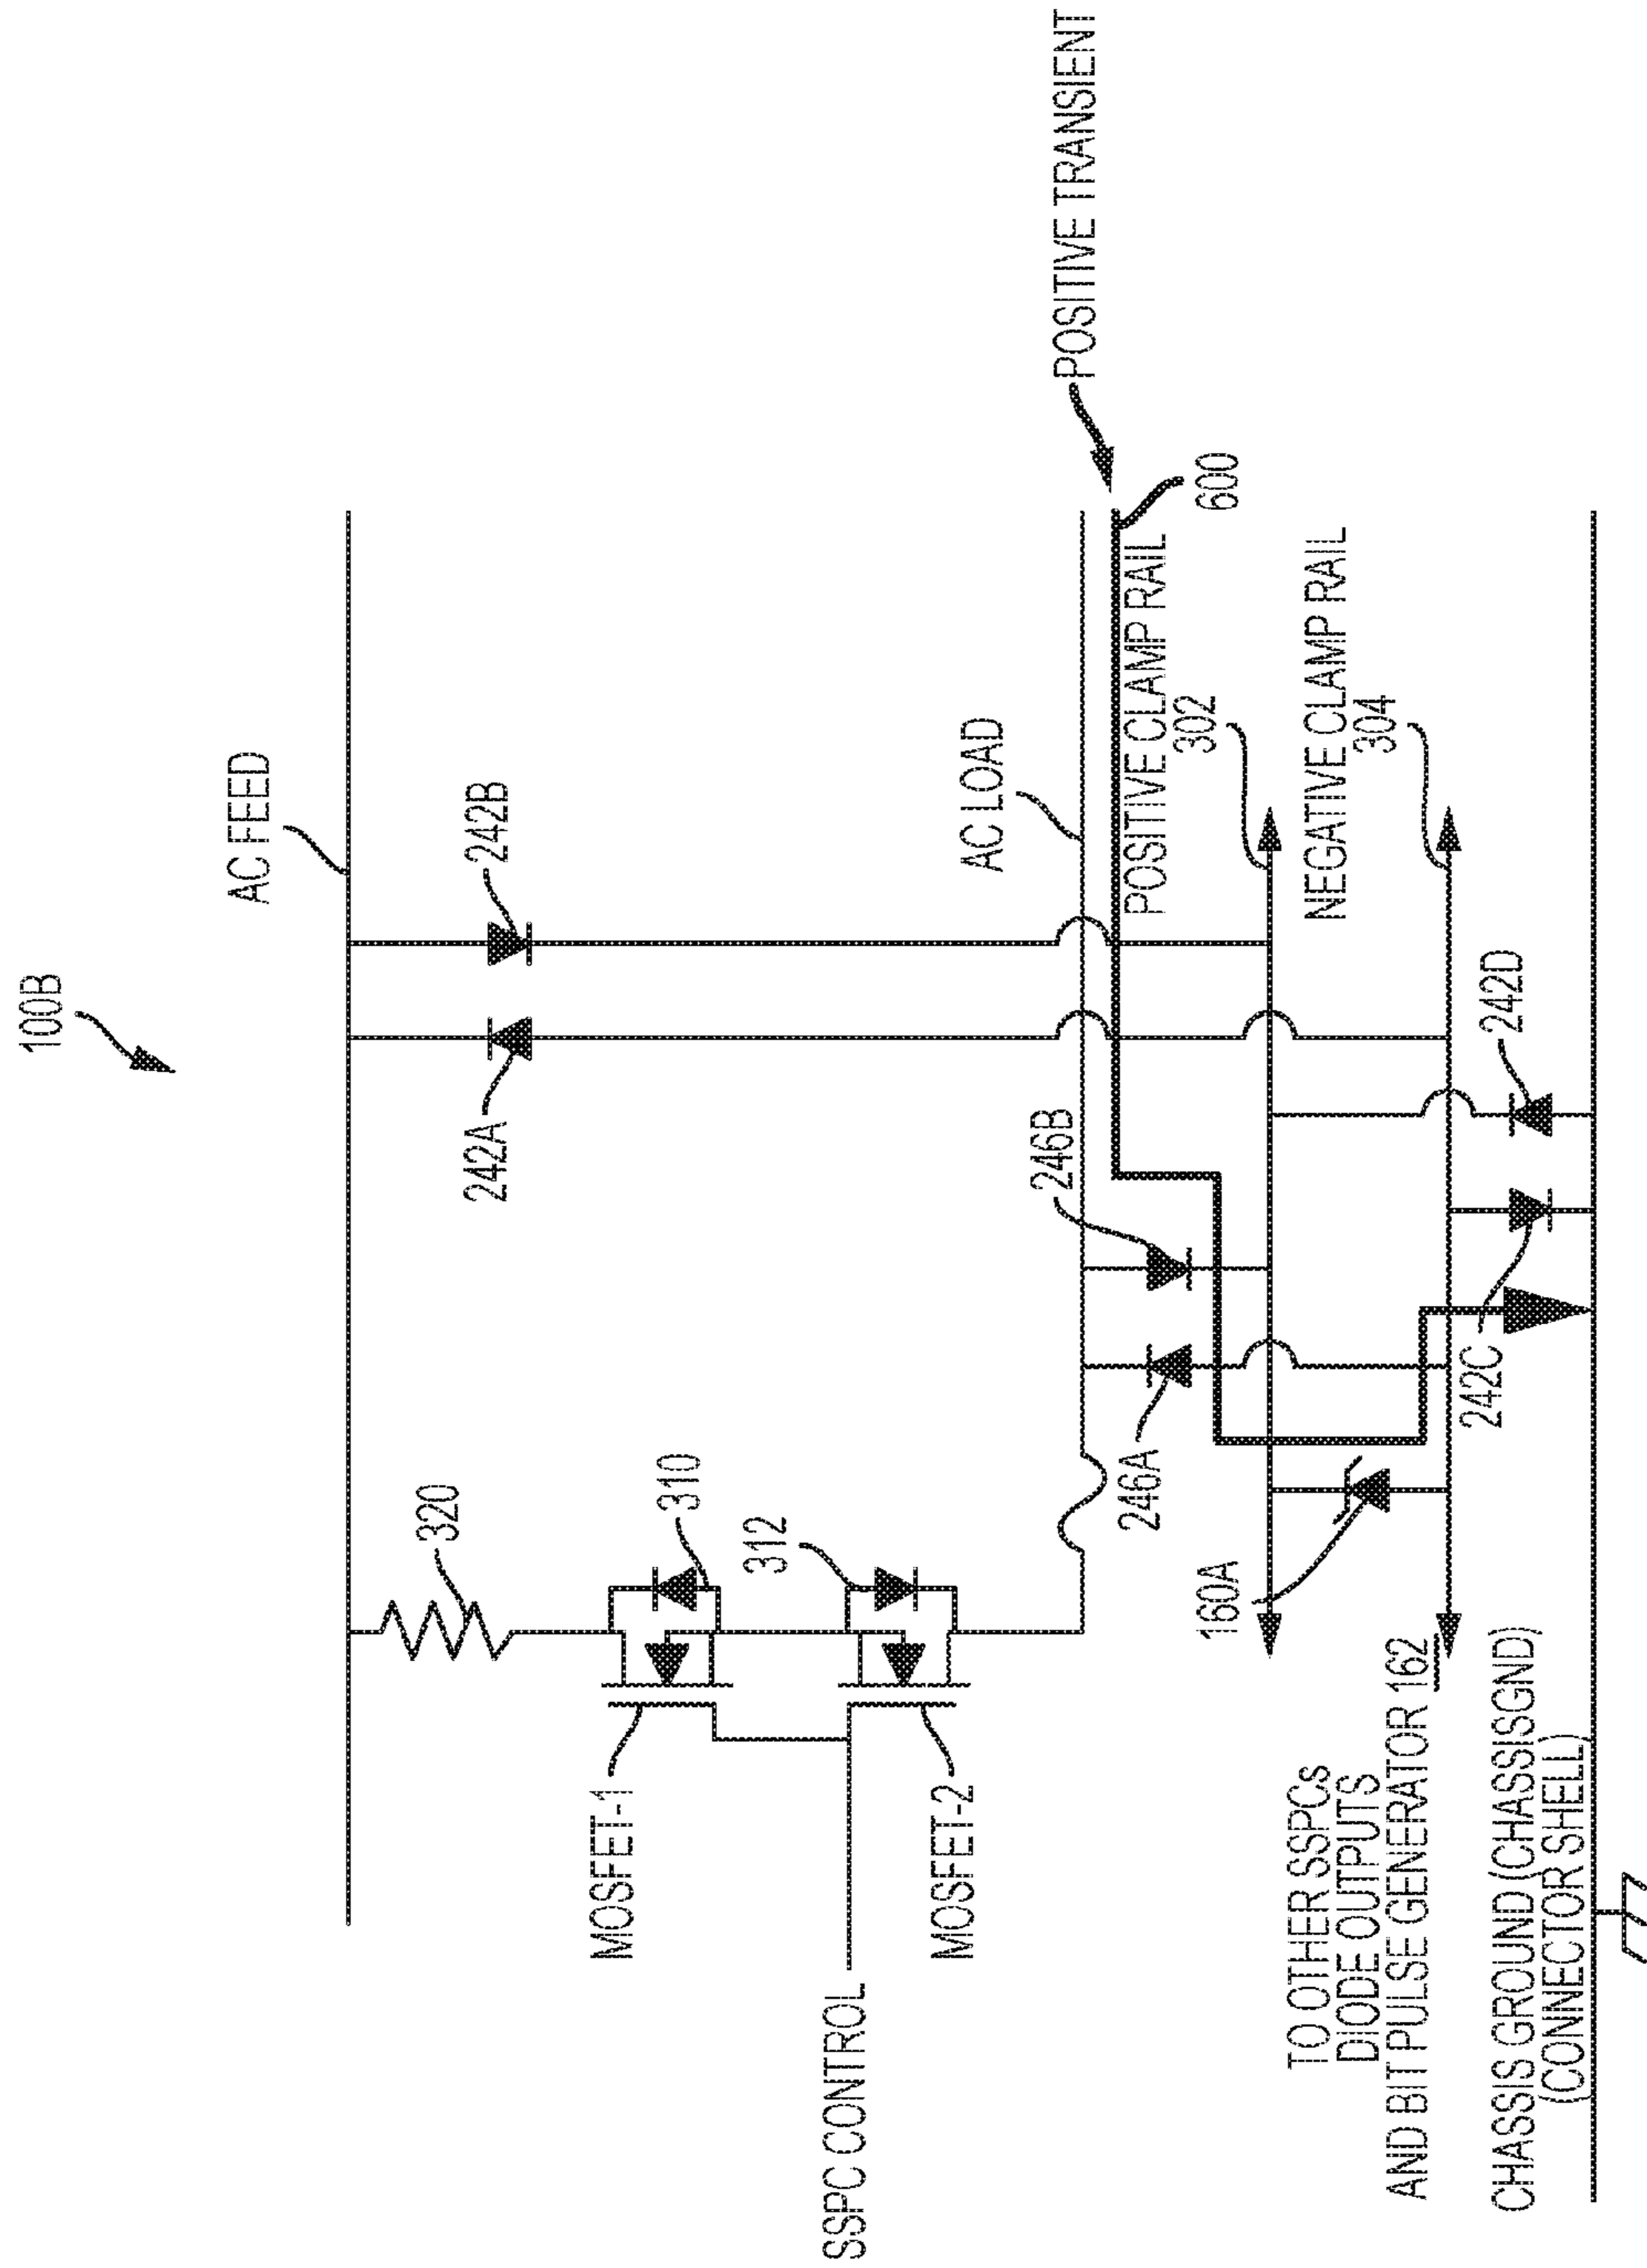 100B
AC FEED
242A
242B
320
310
MOSFET-1
312
MOSFET-2
SSPC CONTROL
AC LOAD
POSITIVE TRANSIENT
600
246B
246A
POSITIVE CLAMP RAIL
302
NEGATIVE CLAMP RAIL
304
160A
242C
242D
TO OTHER SSPCs
DIODE OUTPUTS
AND BIT PULSE GENERATOR 162
CHASSIS GROUND (CHASSISGND)
(CONNECTOR SHELL)